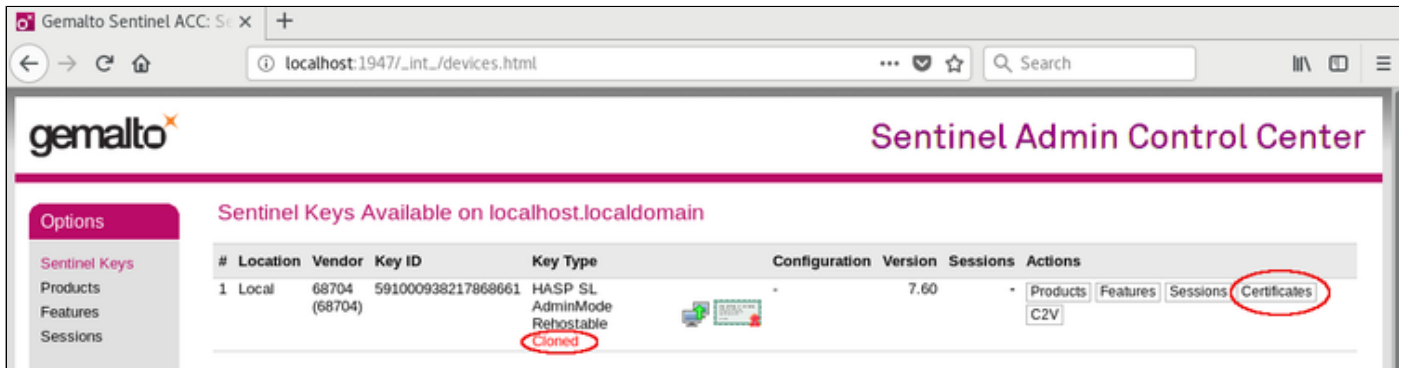 Gemalto Sentinel ACC: Se
localhost:1947/_int_/devices.html
Search
gemalto
Sentinel Admin Control Center
Options
Sentinel Keys
Products
Features
Sessions
Sentinel Keys Available on localhost.localdomain
# Location Vendor Key ID Key Type Configuration Version Sessions Actions
1 Local 68704 591000938217868661 HASP SL - 7.60 - Products Features Sessions Certificates
(68704) AdminMode C2V
Rehostable
Cloned